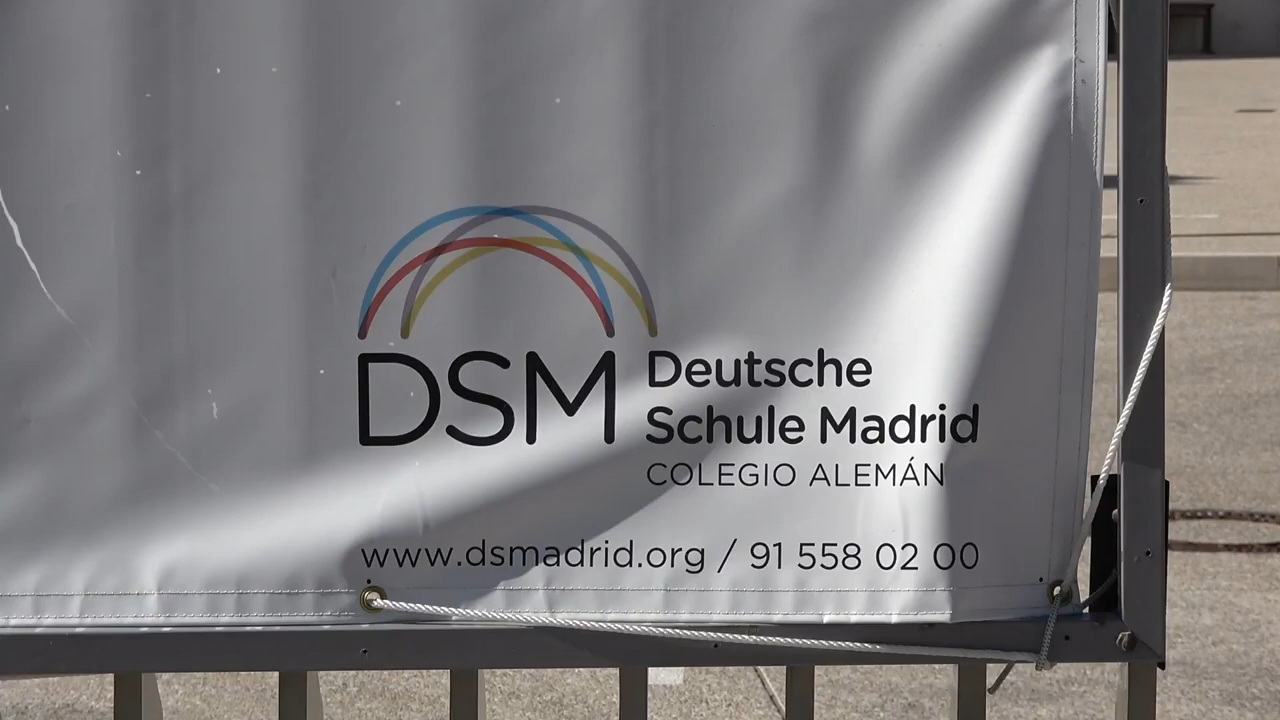 DSM
Deutsche
Schule Madrid
COLEGIO ALEMÁN
www.dsmadrid.org / 91 558 02 00